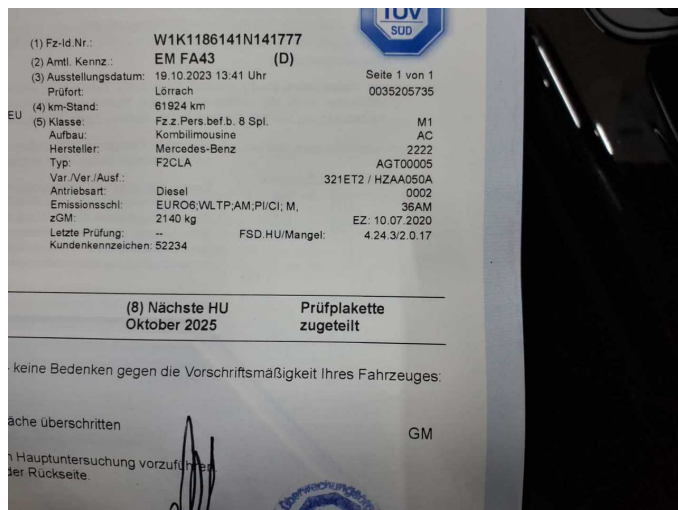 TÜV
SÜD
(1) Fz-Id.Nr.: W1K1186141N141777
(2) Amtl. Kennz.: EM FA43 (D)
(3) Ausstellungsdatum: 19.10.2023 13:41 Uhr Seite 1 von 1
Prüfort: Lörrach 0035205735
(4) km-Stand: 61924 km
EU (5) Klasse: Fz.z.Pers.bef.b. 8 Spl. M1
Aufbau: Kombilimousine AC
Hersteller: Mercedes-Benz 2222
Typ: F2CLA AGT00005
Var./Ver./Ausf.: 321ET2 / HZAA050A
Antriebsart: Diesel 0002
Emissionsschl: EURO6;WLTP;AM;PI/CI; M, 36AM
zGM: 2140 kg EZ: 10.07.2020
Letzte Prüfung: -- FSD.HU/Mangel: 4.24.3/2.0.17
Kundenkennzeichen: 52234
(8) Nächste HU Prüfplakette
Oktober 2025 zugeteilt
- keine Bedenken gegen die Vorschriftsmäßigkeit Ihres Fahrzeuges:
äche überschritten
GM
Hauptuntersuchung vorzuführen.
der Rückseite.